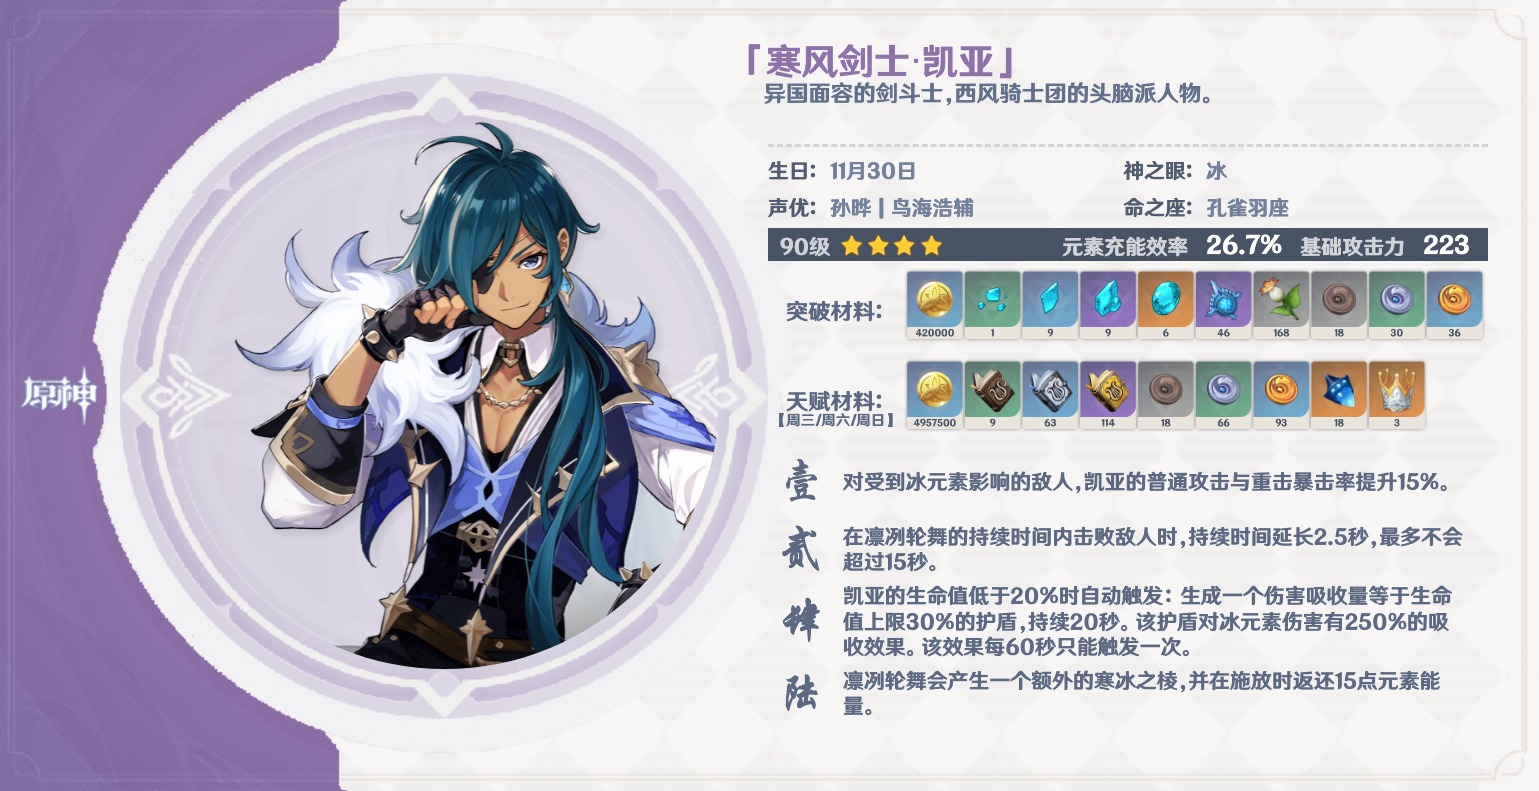 原神
「寒风剑士·凯亚」
异国面容的剑斗士,西风骑士团的头脑派人物。
生日: 11月30日 神之眼: 冰
声优: 孙晔 | 鸟海浩辅 命之座: 孔雀羽座
90级 元素充能效率 26.7% 基础攻击力 223
突破材料:
420000 1 9 9 6 46 168 18 30 36
天赋材料:
【周三/周六/周日】
4957500 9 63 114 18 66 93 18 3
壹 对受到冰元素影响的敌人,凯亚的普通攻击与重击暴击率提升15%。
贰 在凛冽轮舞的持续时间内击败敌人时,持续时间延长2.5秒,最多不会
超过15秒。
肆 凯亚的生命值低于20%时自动触发: 生成一个伤害吸收量等于生命
值上限30%的护盾,持续20秒。该护盾对冰元素伤害有250%的吸
收效果。该效果每60秒只能触发一次。
陆 凛冽轮舞会产生一个额外的寒冰之棱,并在施放时返还15点元素能
量。